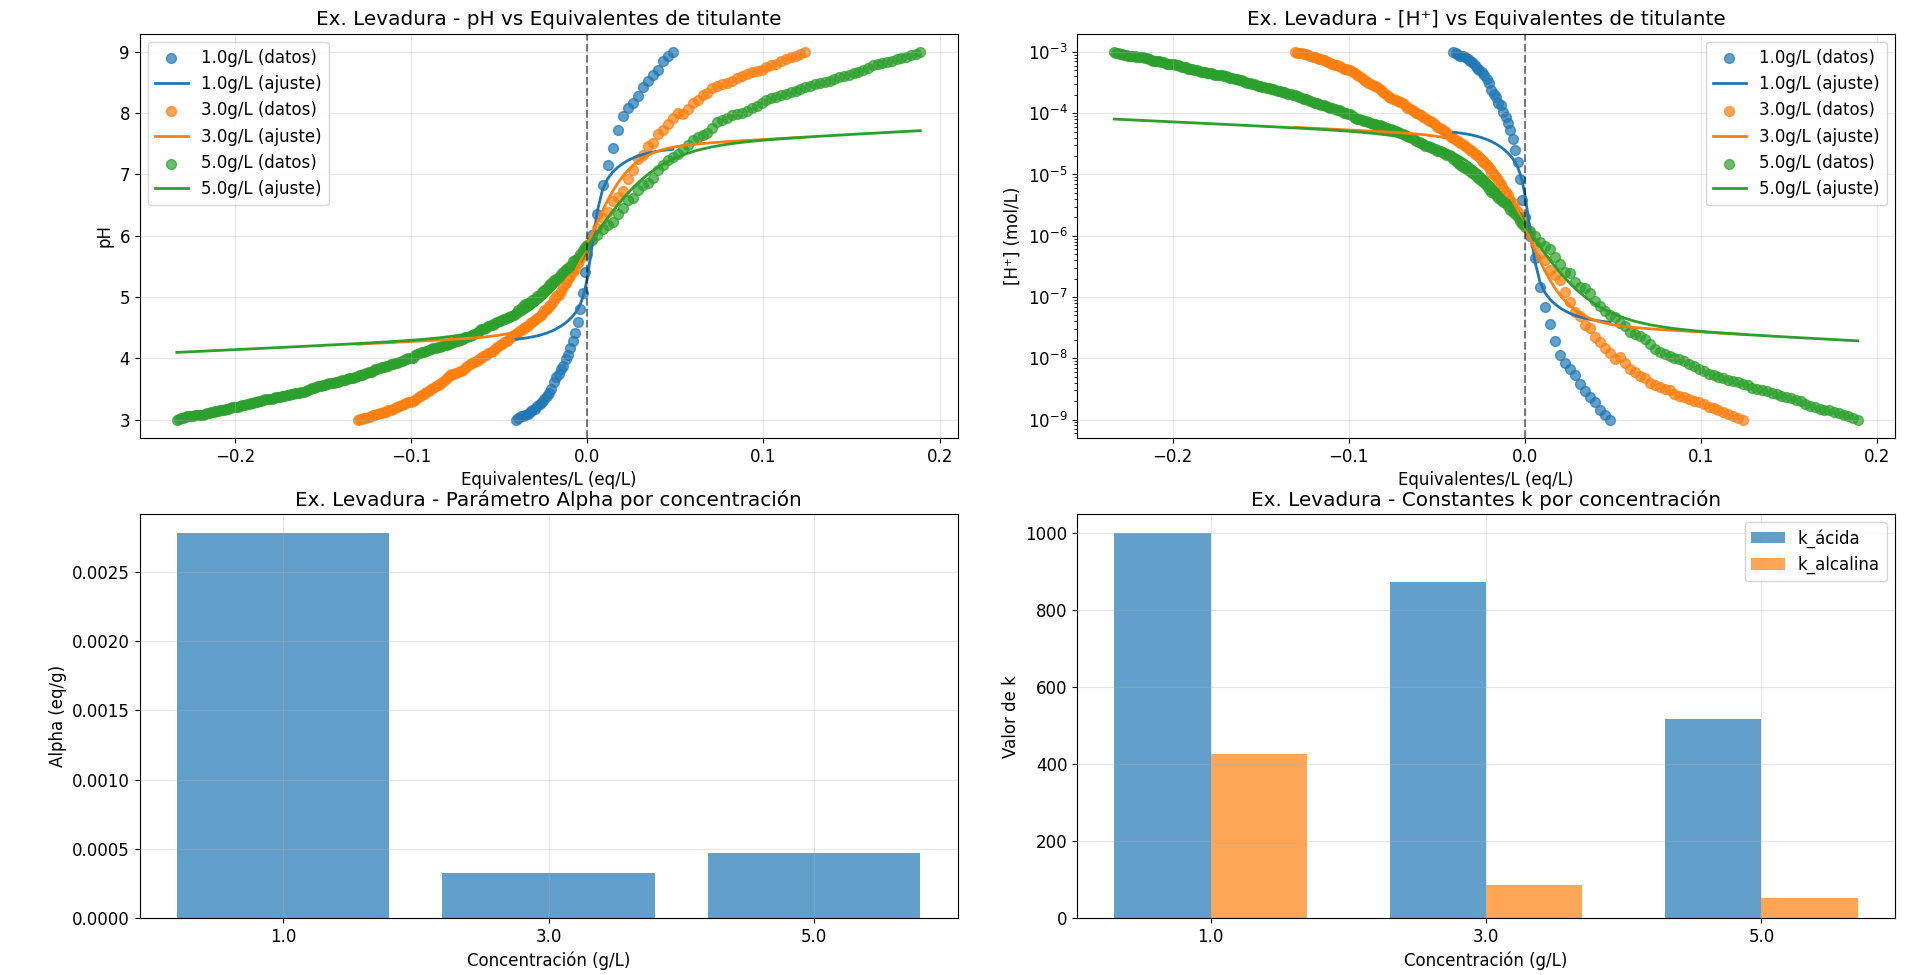 Ex. Levadura - pH vs Equivalentes de titulante
9
8
7
6
5
4
3
pH
1.0g/L (datos)
1.0g/L (ajuste)
3.0g/L (datos)
3.0g/L (ajuste)
5.0g/L (datos)
5.0g/L (ajuste)
−0.2
−0.1
0.0
0.1
0.2
Equivalentes/L (eq/L)
Ex. Levadura - [H⁺] vs Equivalentes de titulante
10⁻³
10⁻⁴
10⁻⁵
10⁻⁶
10⁻⁷
10⁻⁸
10⁻⁹
[H⁺] (mol/L)
1.0g/L (datos)
1.0g/L (ajuste)
3.0g/L (datos)
3.0g/L (ajuste)
5.0g/L (datos)
5.0g/L (ajuste)
−0.2
−0.1
0.0
0.1
0.2
Equivalentes/L (eq/L)
Ex. Levadura - Parámetro Alpha por concentración
0.0025
0.0020
0.0015
0.0010
0.0005
0.0000
Alpha (eq/g)
1.0
3.0
5.0
Concentración (g/L)
Ex. Levadura - Constantes k por concentración
1000
800
600
400
200
0
Valor de k
k_ácida
k_alcalina
1.0
3.0
5.0
Concentración (g/L)